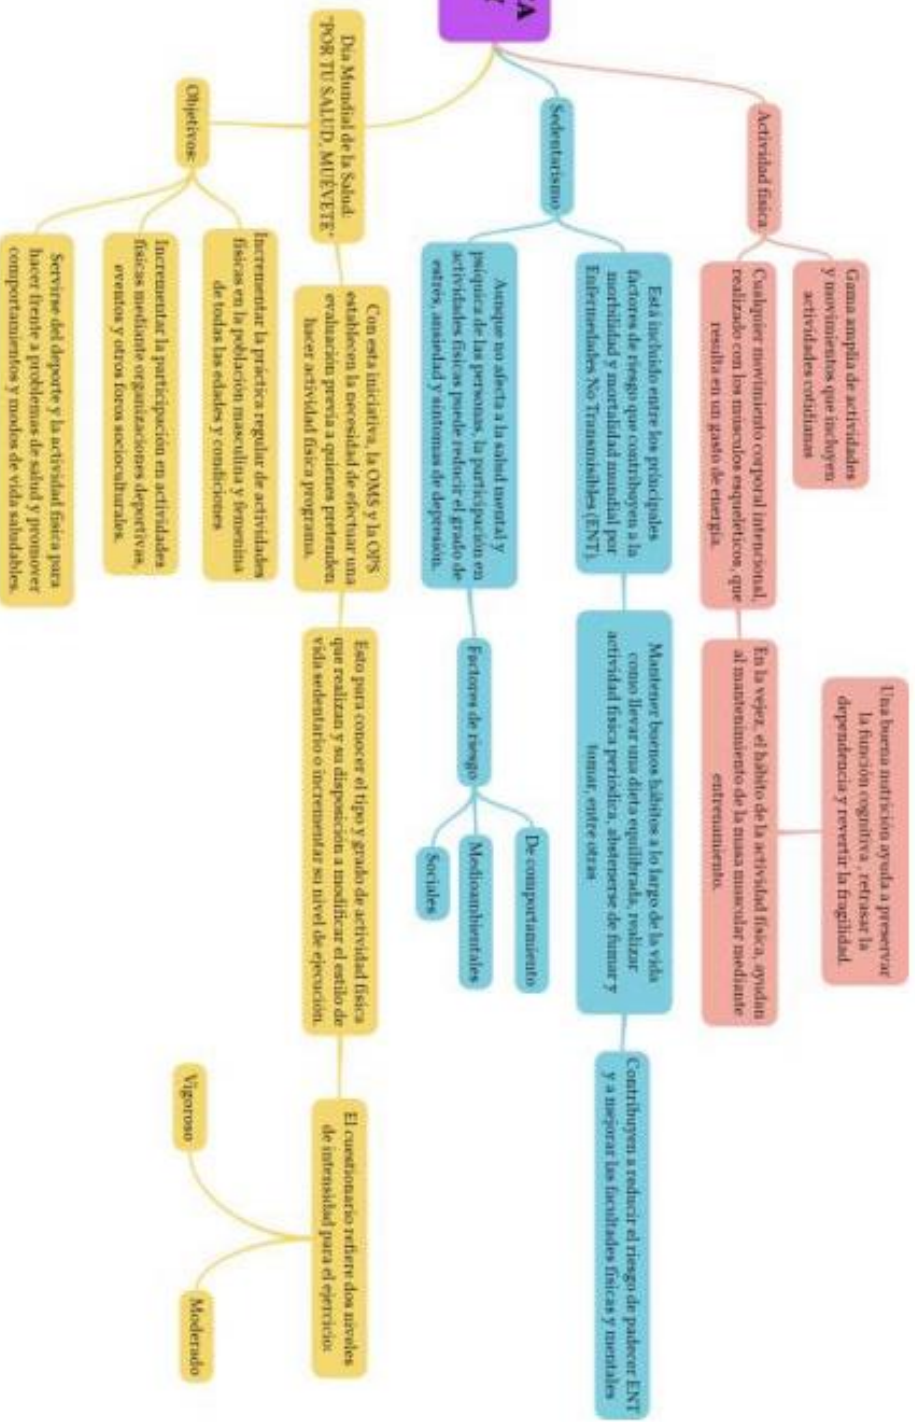 TA
Actividad física
Gama amplia de actividades
y movimientos que incluyen
actividades cotidianas
Cualquier movimiento corporal intencional,
realizado con los músculos esqueléticos, que
resulta en un gasto de energía.
Una buena nutrición ayuda a preservar
la función cognitiva , retrasar la
dependencia y revertir la fragilidad.
En la vejez, el hábito de la actividad física, ayudan
al mantenimiento de la masa muscular mediante
entrenamiento.
Sedentarismo
Está incluido entre los principales
factores de riesgo que contribuyen a la
morbilidad y mortalidad mundial por
Enfermedades No Transmisibles (ENT).
Mantener buenos hábitos a lo largo de la vida
como llevar una dieta equilibrada, realizar
actividad física periódica, abstenerse de fumar y
tomar, entre otras
Contribuyen a reducir el riesgo de padecer ENT
y a mejorar las facultades físicas y mentales
Aunque no afecta a la salud mental y
psíquica de las personas, la participación en
actividades físicas puede reducir el grado de
estrés, ansiedad y síntomas de depresión.
Factores de riesgo
De comportamiento
Medioambientales
Sociales
Día Mundial de la Salud:
"POR TU SALUD, MUÉVETE"
Con esta iniciativa, la OMS y la OPS
establecen la necesidad de efectuar una
evaluación previa a quienes pretenden
hacer actividad física programa.
Esto para conocer el tipo y grado de actividad física
que realizan y su disposición a modificar el estilo de
vida sedentario o incrementar su nivel de ejecución.
El cuestionario refiere dos niveles
de intensidad para el ejercicio:
Vigoroso
Moderado
Objetivos:
Incrementar la práctica regular de actividades
físicas en la población masculina y femenina
de todas las edades y condiciones
Incrementar la participación en actividades
físicas mediante organizaciones deportivas,
eventos y otros focos socioculturales.
Servirse del deporte y la actividad física para
hacer frente a problemas de salud y promover
comportamientos y modos de vida saludables.